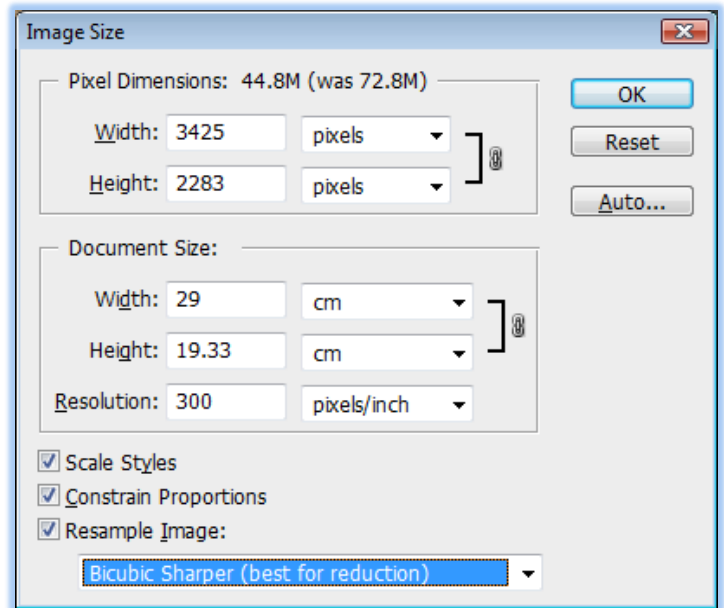 Image Size
Pixel Dimensions: 44.8M (was 72.8M)
OK
Width: 3425 pixels
Reset
Height: 2283 pixels
Auto...
Document Size:
Width: 29 cm
Height: 19.33 cm
Resolution: 300 pixels/inch
Scale Styles
Constrain Proportions
Resample Image:
Bicubic Sharper (best for reduction)